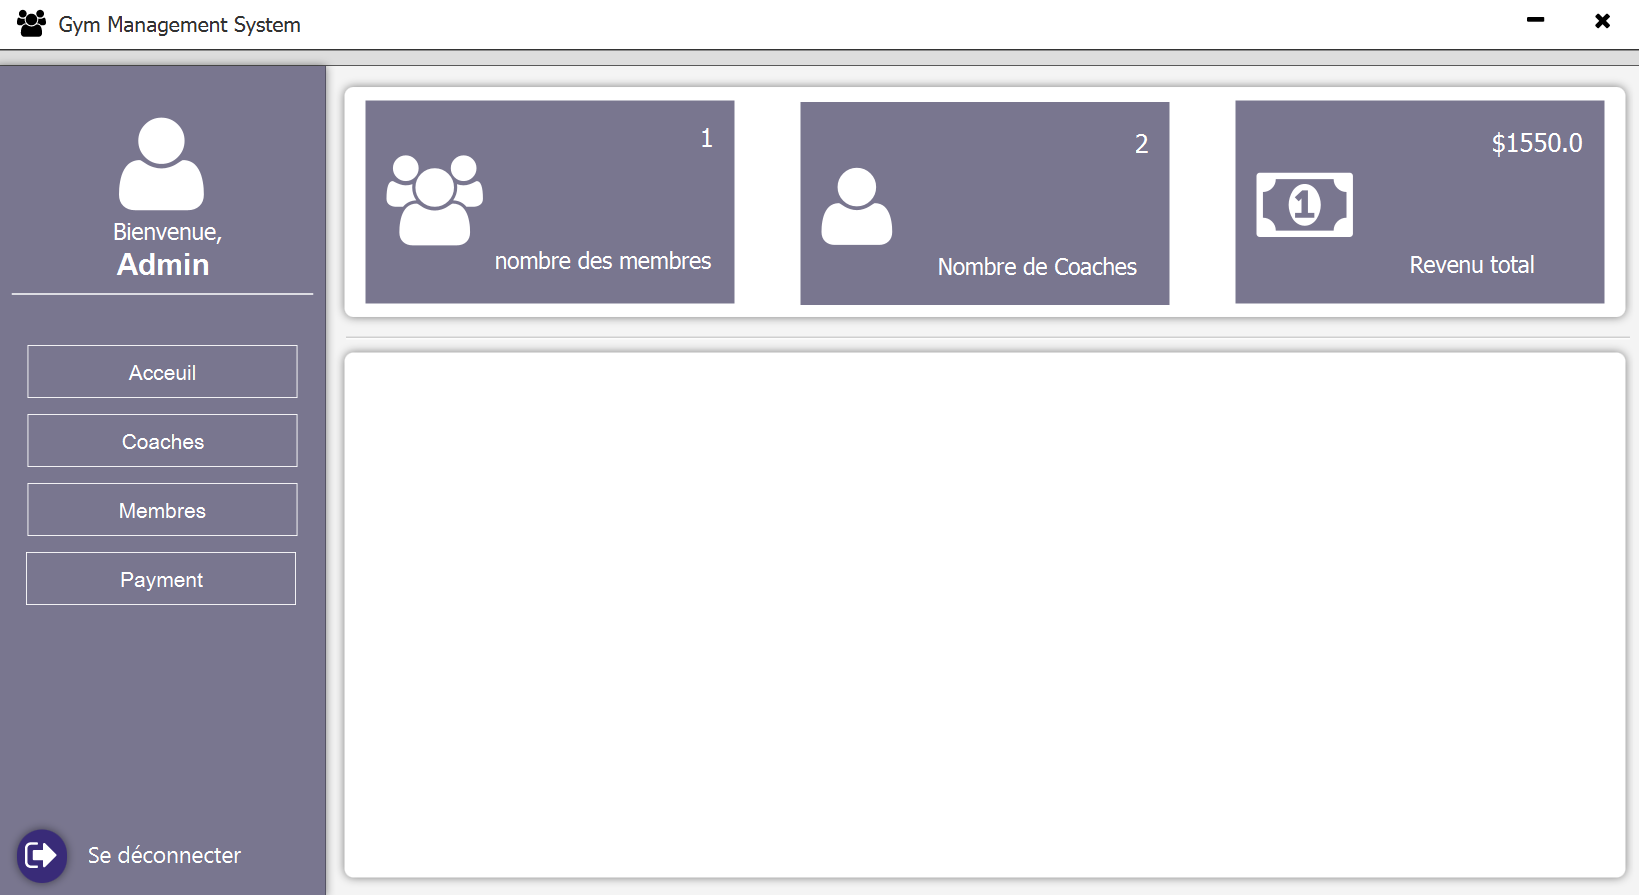 Gym Management System
Bienvenue,
Admin
Acceuil
Coaches
Membres
Payment
Se déconnecter
1
nombre des membres
2
Nombre de Coaches
$1550.0
1
Revenu total